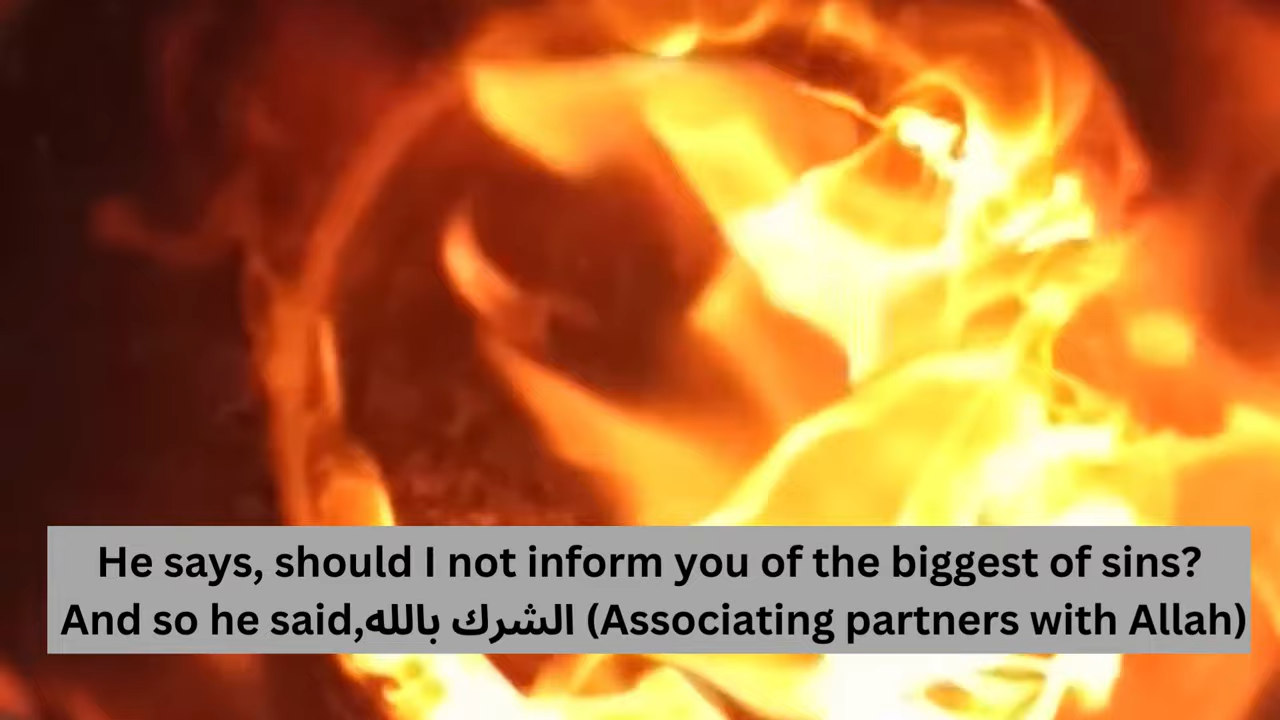 He says, should I not inform you of the biggest of sins?
And so he said,الشرك بالله (Associating partners with Allah)